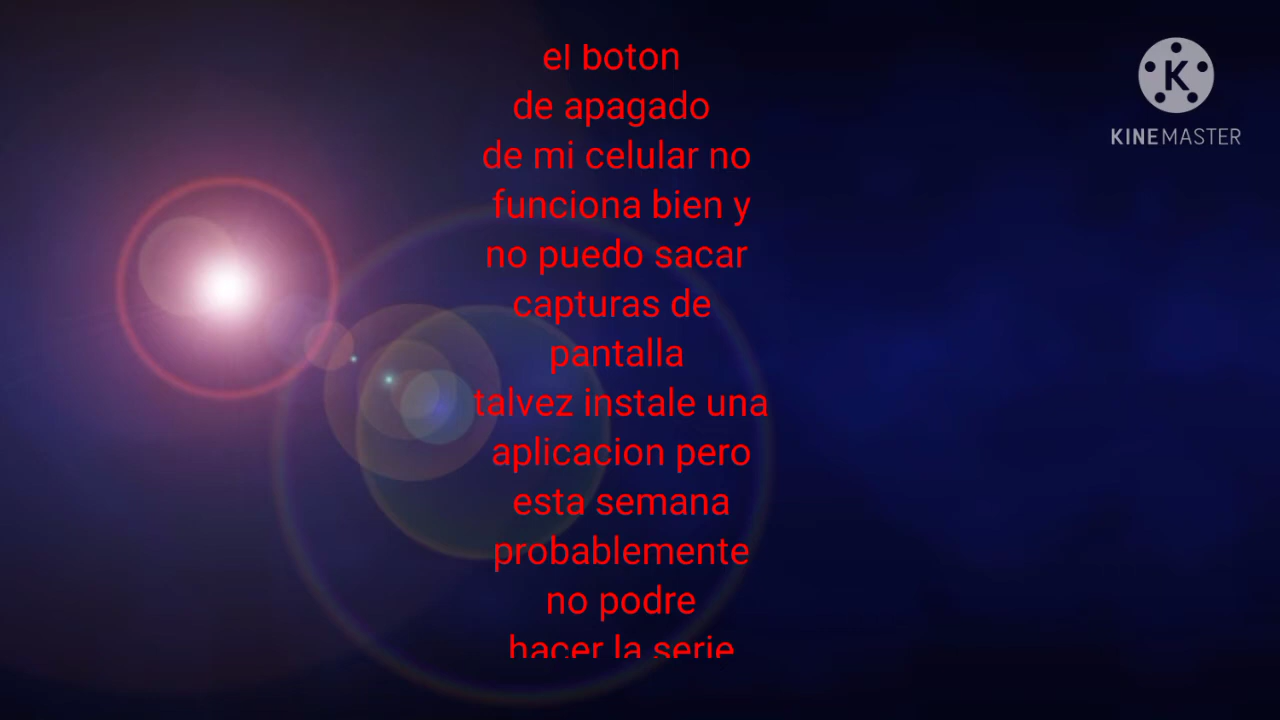 el boton
de apagado
de mi celular no
funciona bien y
no puedo sacar
capturas de
pantalla
talvez instale una
aplicacion pero
esta semana
probablemente
no podre
hacer la serie
K
KINEMASTER